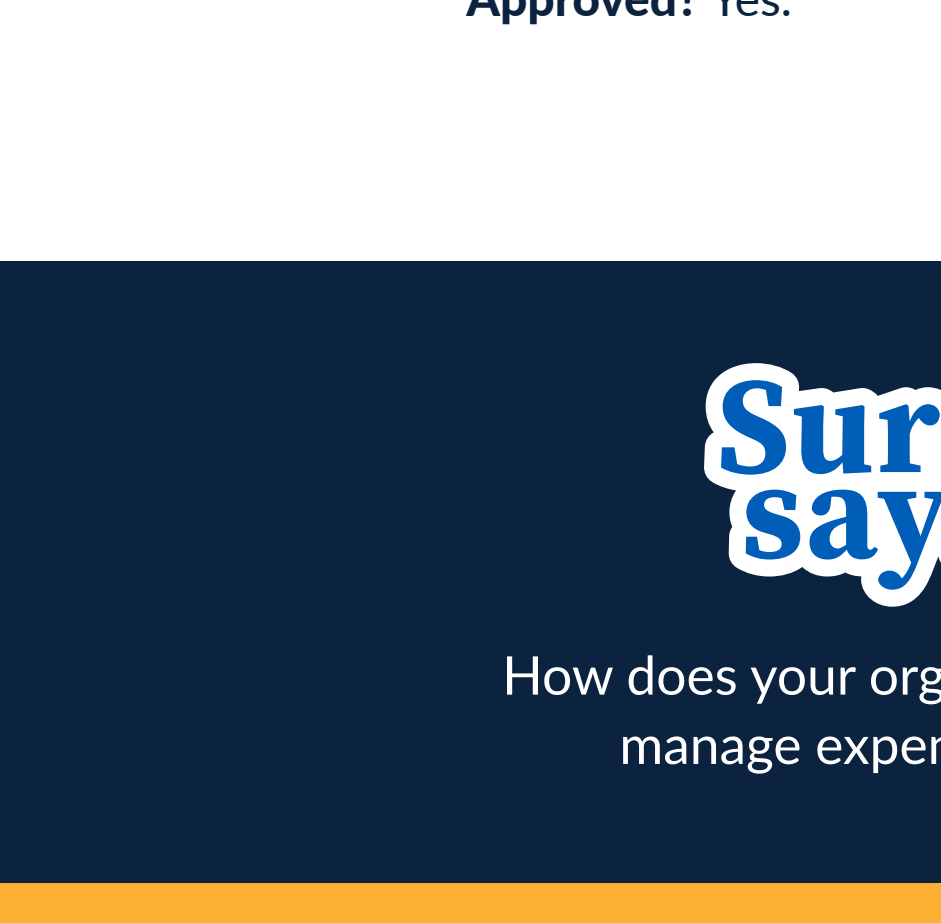 Approved? Yes.
Sur
say
How does your org
manage exper